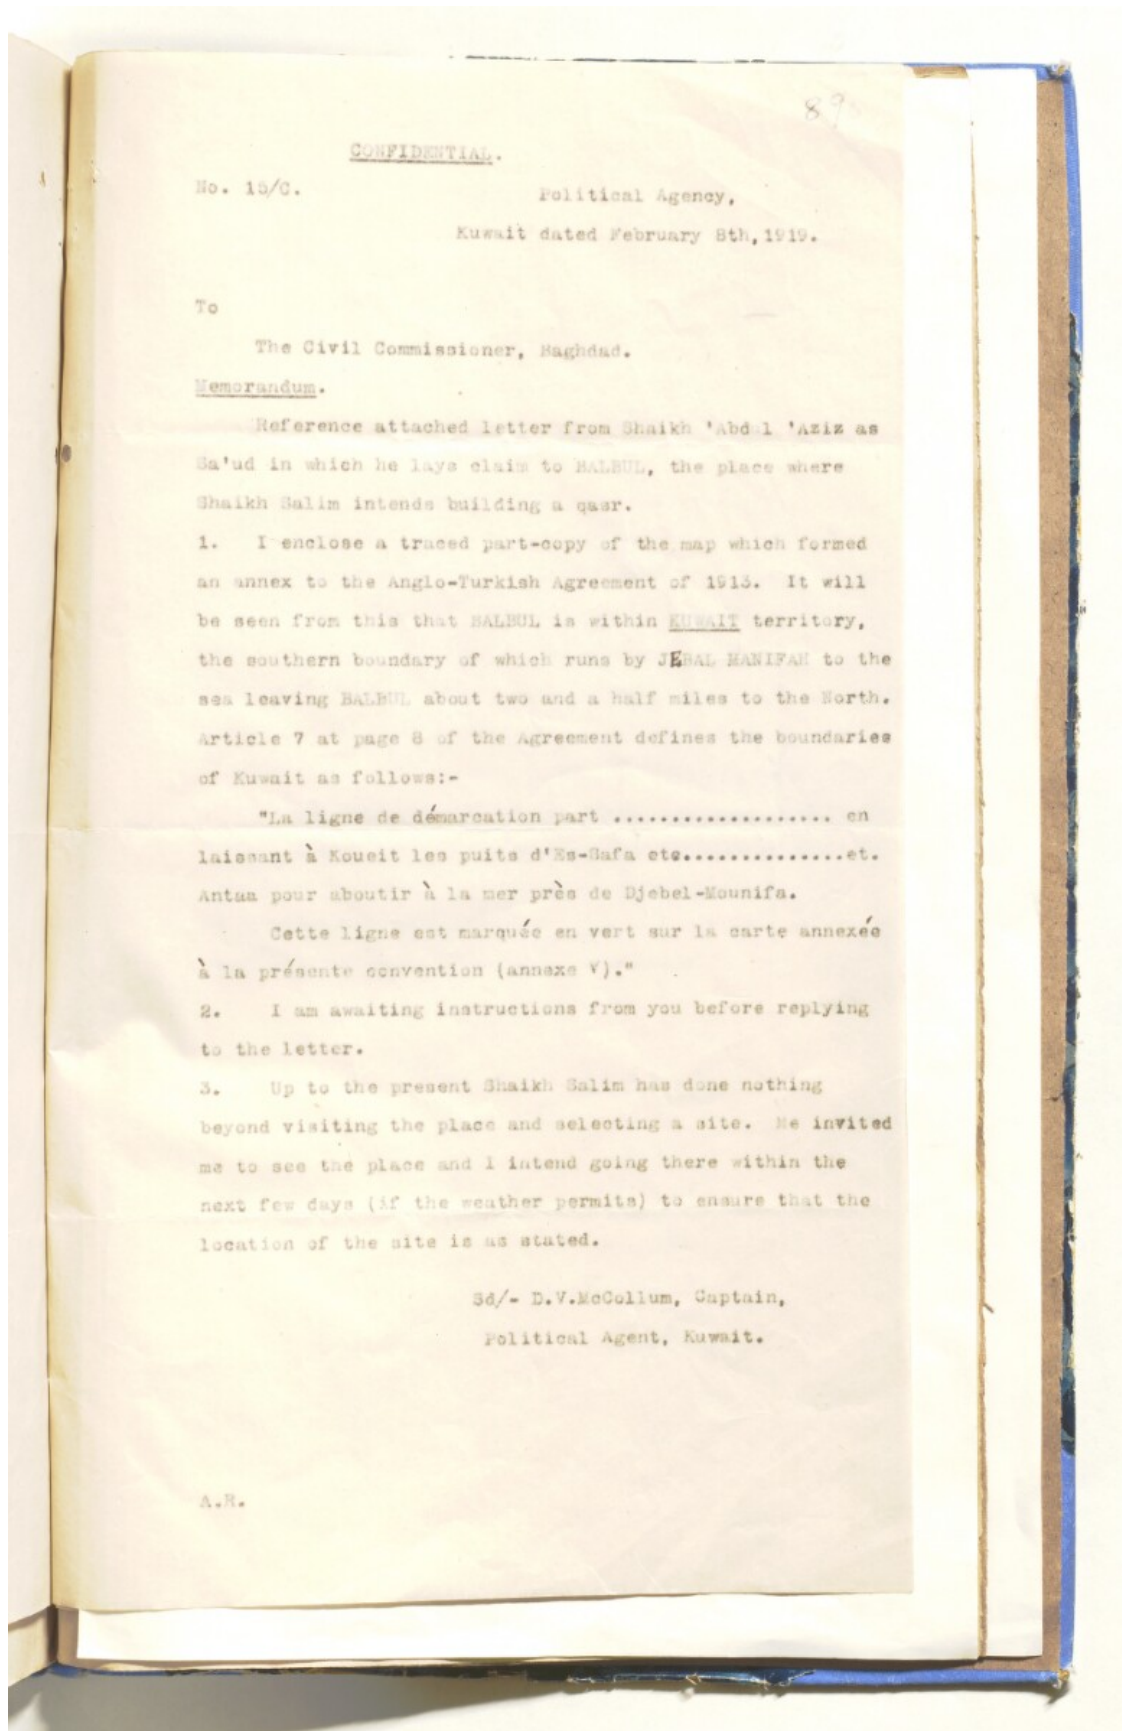 89
CONFIDENTIAL.
No. 15/C.
Political Agency,
Kuwait dated February 8th, 1919.
To
The Civil Commissioner, Baghdad.
Memorandum.
Reference attached letter from Shaikh 'Abdul 'Aziz as
Sa'ud in which he lays claim to BALBUL, the place where
Shaikh Salim intends building a qasr.
1. I enclose a traced part-copy of the map which formed
an annex to the Anglo-Turkish Agreement of 1913. It will
be seen from this that BALBUL is within KUWAIT territory,
the southern boundary of which runs by JEBAL MANIFAH to the
sea leaving BALBUL about two and a half miles to the North.
Article 7 at page 8 of the Agreement defines the boundaries
of Kuwait as follows:-
"La ligne de démarcation part ................... en
laissant à Koueit les puits d'Es-Safa etc...............et.
Antaa pour aboutir à la mer près de Djebel-Mounifa.
Cette ligne est marquée en vert sur la carte annexée
à la présente convention (annexe V)."
2. I am awaiting instructions from you before replying
to the letter.
3. Up to the present Shaikh Salim has done nothing
beyond visiting the place and selecting a site. He invited
me to see the place and I intend going there within the
next few days (if the weather permits) to ensure that the
location of the site is as stated.
Sd/- D.V.McCollum, Captain,
Political Agent, Kuwait.
A.R.